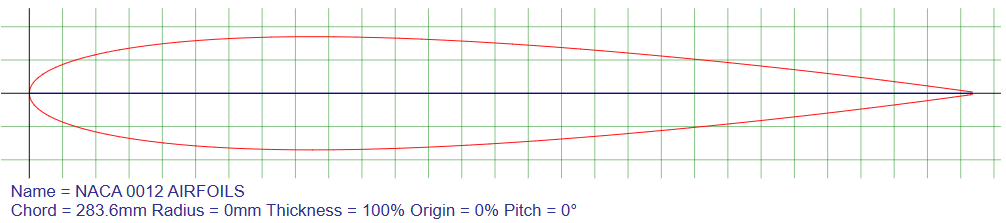 Name = NACA 0012 AIRFOILS
Chord = 283.6mm Radius = 0mm Thickness = 100% Origin = 0% Pitch = 0°